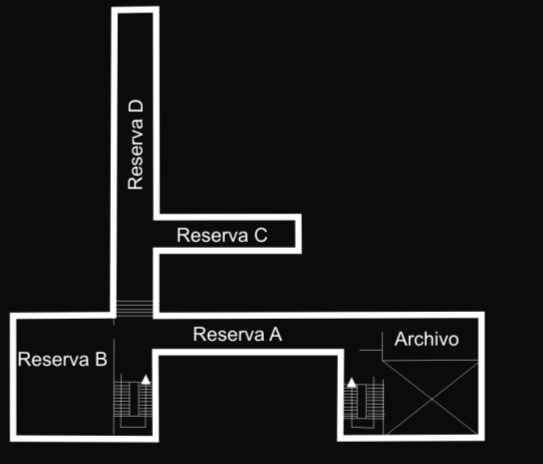 Reserva D
Reserva C
Reserva A
Archivo
Reserva B